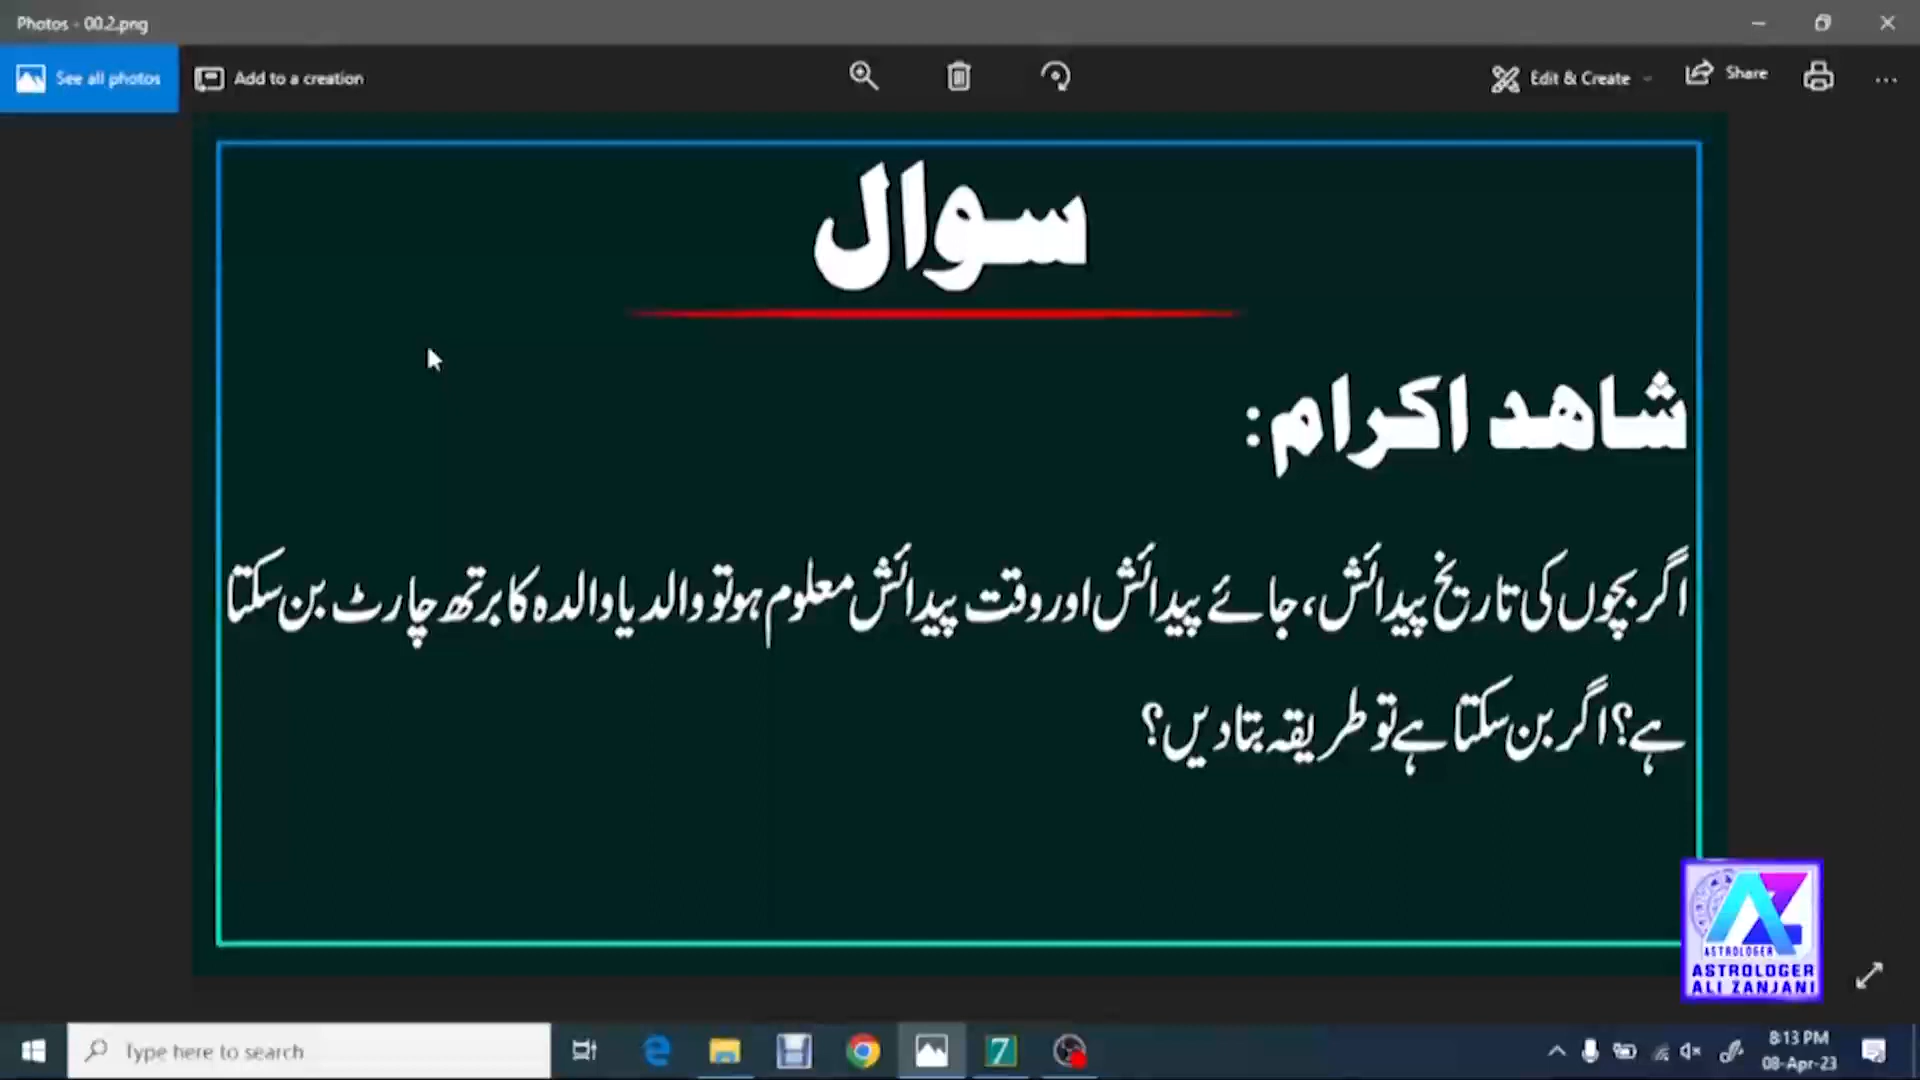 Photos - 00.2.png
See all photos
Add to a creation
Edit & Create
Share
سوال
شاهد اکرام:
اگر بچوں کی تاریخ پیدائش، جائے پیدائش اور وقت پیدائش معلوم ہو تو والد یا والدہ کا برتھ چارٹ بن سکتا
ہے؟ اگر بن سکتا ہے تو طریقہ بتا دیں؟
ASTROLOGER
ASTROLOGER
ALI ZANJANI
Type here to search
8:13 PM
08-Apr-23